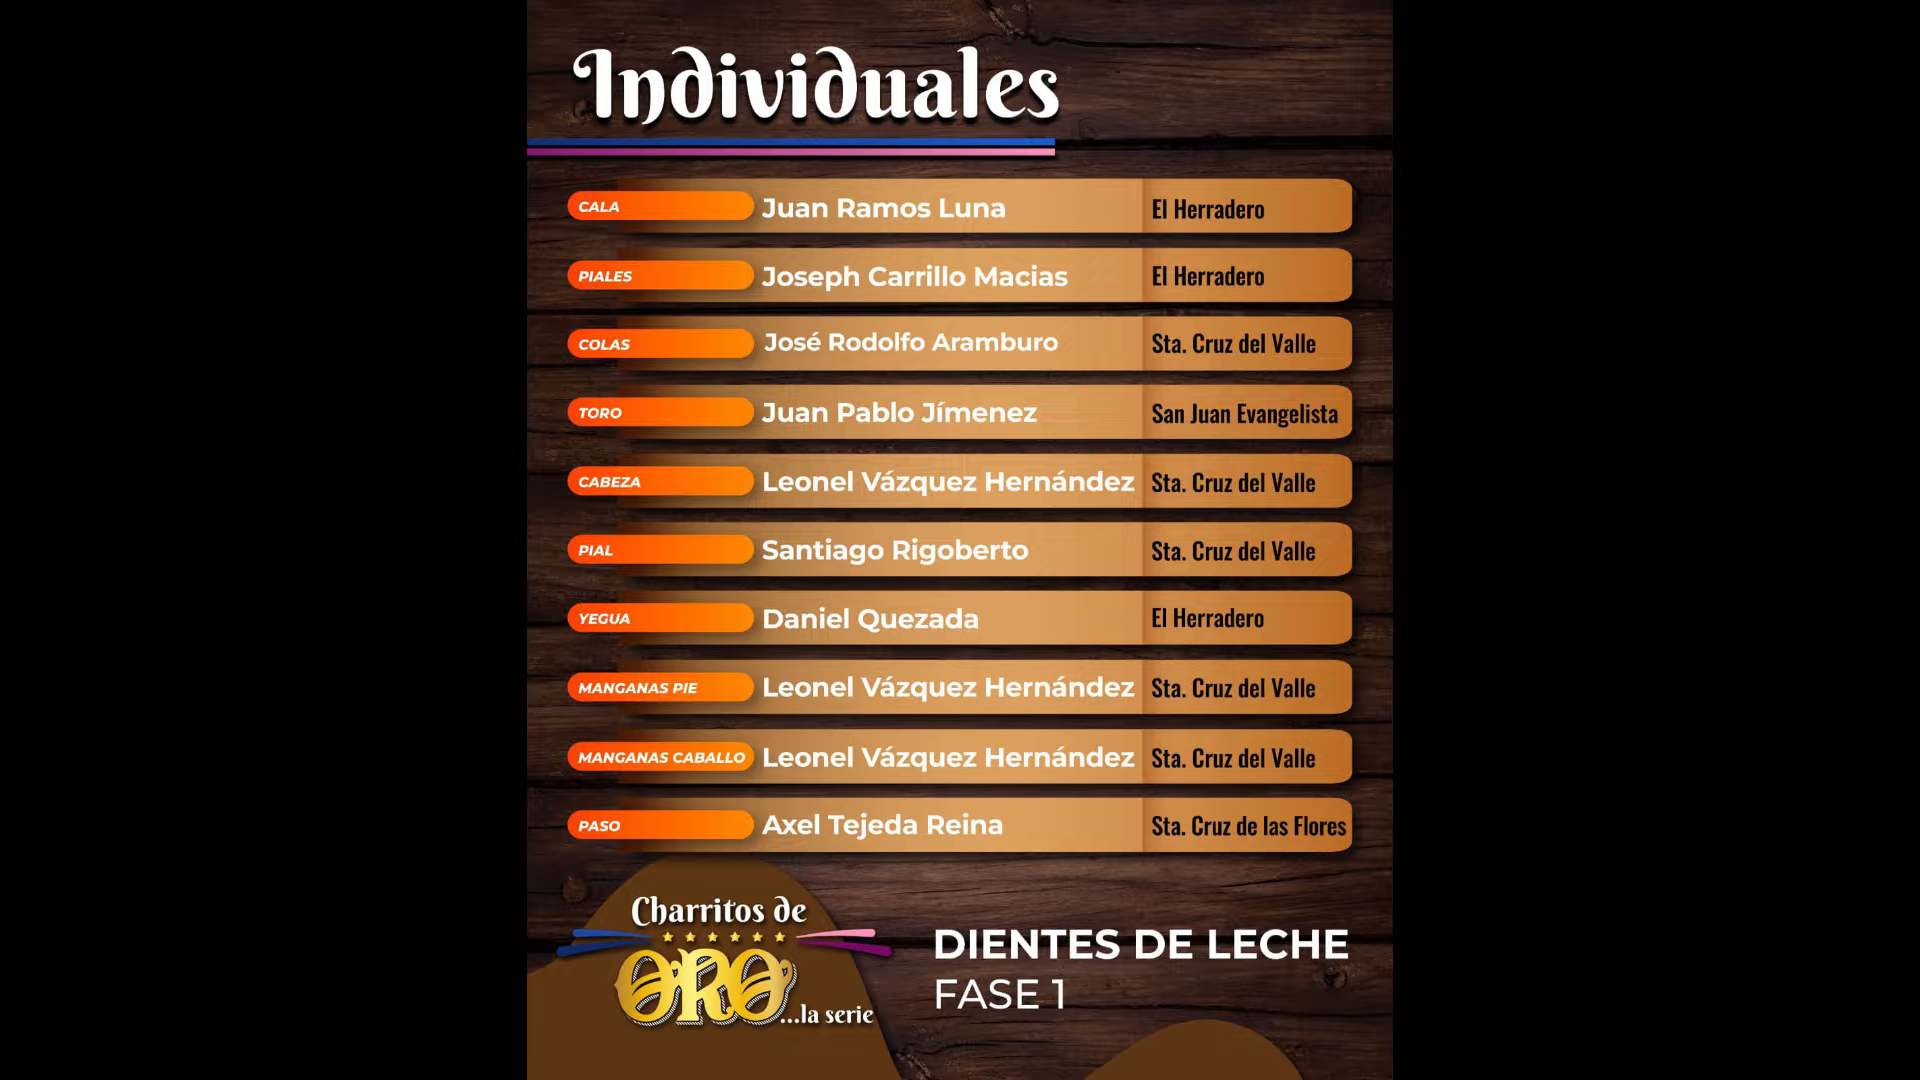 Individuales
CALA Juan Ramos Luna El Herradero
PIALES Joseph Carrillo Macias El Herradero
COLAS José Rodolfo Aramburo Sta. Cruz del Valle
TORO Juan Pablo Jímenez San Juan Evangelista
CABEZA Leonel Vázquez Hernández Sta. Cruz del Valle
PIAL Santiago Rigoberto Sta. Cruz del Valle
YEGUA Daniel Quezada El Herradero
MANGANAS PIE Leonel Vázquez Hernández Sta. Cruz del Valle
MANGANAS CABALLO Leonel Vázquez Hernández Sta. Cruz del Valle
PASO Axel Tejeda Reina Sta. Cruz de las Flores
Charritos de
ORO
...la serie
DIENTES DE LECHE
FASE 1